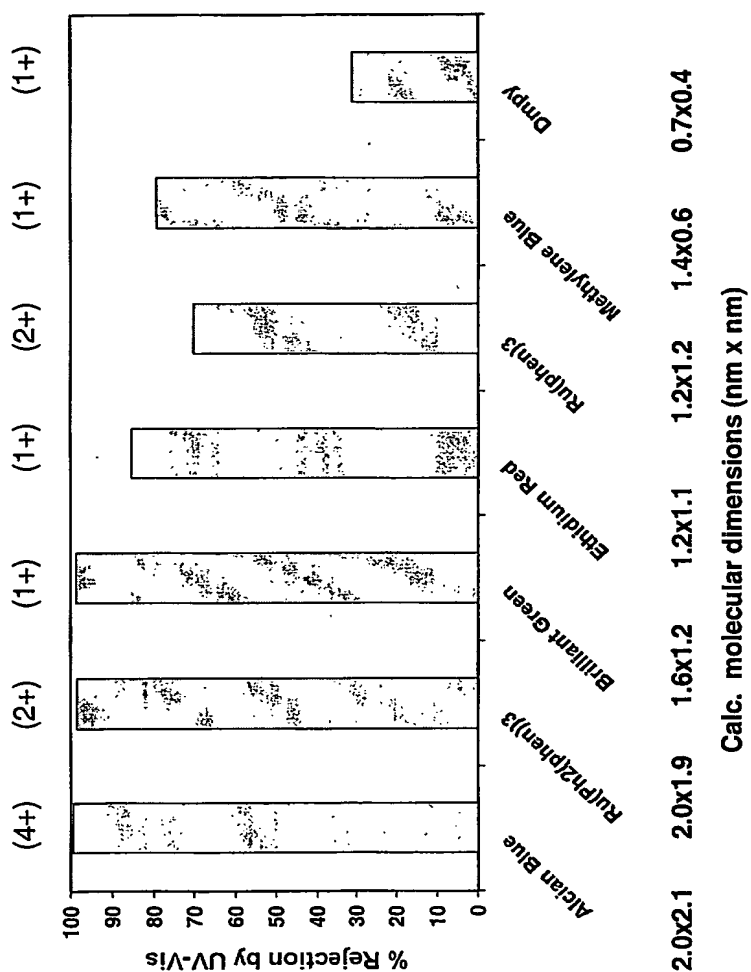 (4+) (2+) (1+) (1+) (2+) (1+) (1+)
% Rejection by UV-Vis
100
90
80
70
60
50
40
30
20
10
0
Alcian Blue
Ru(Ph2(phen))3
Brilliant Green
Ethidium Red
Ru(phen)3
Methylene Blue
Dmpy
2.0x2.1 2.0x1.9 1.6x1.2 1.2x1.1 1.2x1.2 1.4x0.6 0.7x0.4
Calc. molecular dimensions (nm x nm)